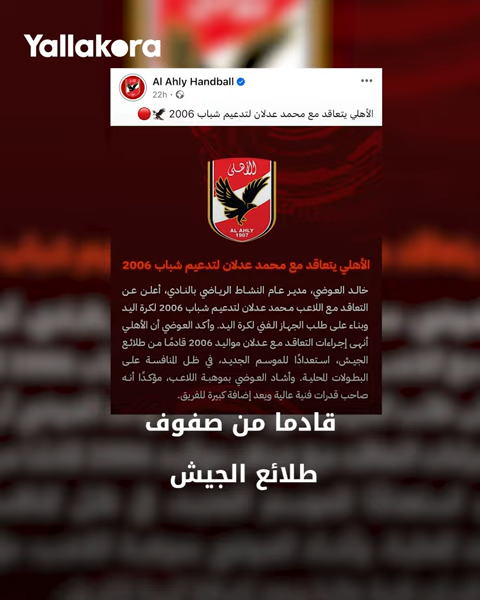 Yallakora
Al Ahly Handball
22h
الأهلي يتعاقد مع محمد عدلان لتدعيم شباب 2006 🦅🔴
الأهلى
AL AHLY
1907
الأهلي يتعاقد مع محمد عدلان لتدعيم شباب 2006
خالد العوضي، مدير عام النشاط الرياضي بالنادي، أعلن عن
التعاقد مع اللاعب محمد عدلان لتدعيم شباب 2006 لكرة اليد
وبناء على طلب الجهاز الفني لكرة اليد. وأكد العوضي أن الأهلي
أنهى إجراءات التعاقد مع عدلان مواليد 2006 قادمًا من طلائع
الجيش، استعدادًا للموسم الجديد، في ظل المنافسة على
البطولات المحلية. وأشاد العوضي بموهبة اللاعب، مؤكدًا أنه
صاحب قدرات فنية عالية ويعد إضافة كبيرة للفريق.
قادما من صفوف
طلائع الجيش